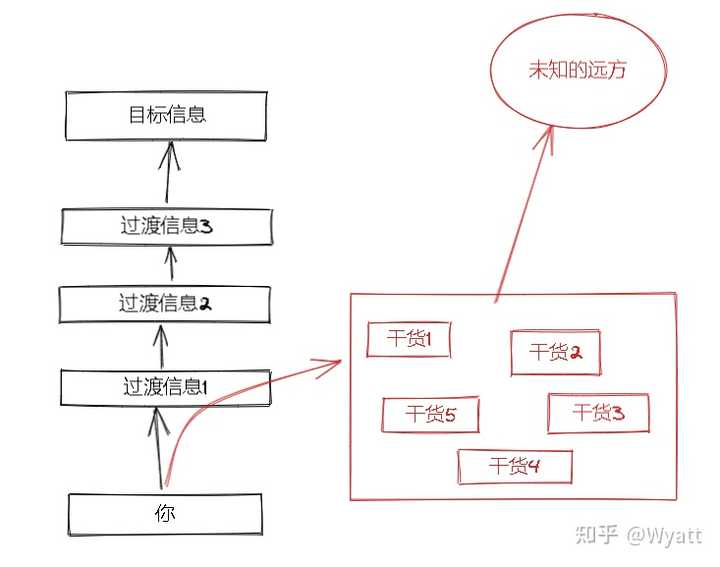 未知的远方
目标信息
过渡信息3
过渡信息2
干货1
干货2
过渡信息1
干货5
干货3
干货4
你
知乎 @Wyatt